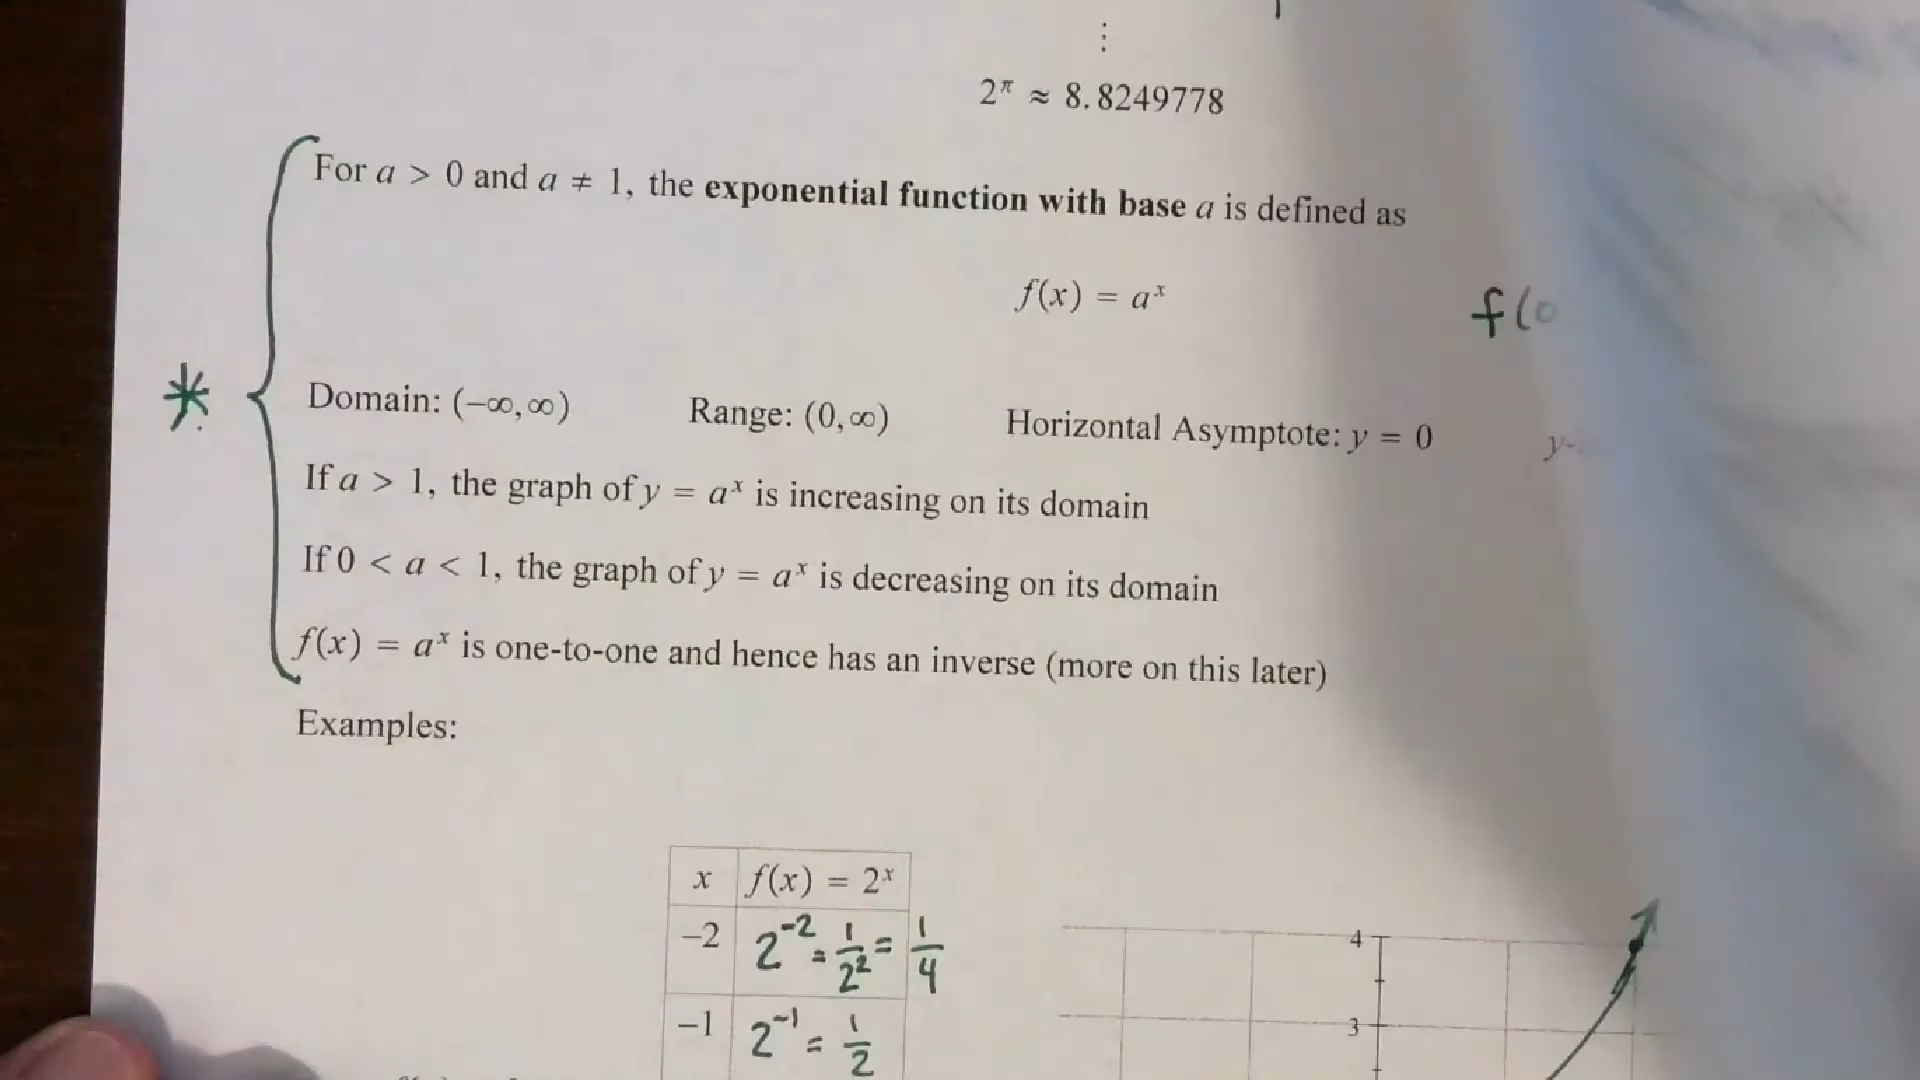 ⋮
2^π ≈ 8.8249778
For a > 0 and a ≠ 1, the exponential function with base a is defined as
f(x) = a^x f(0
* Domain: (−∞,∞) Range: (0,∞) Horizontal Asymptote: y = 0 y-
If a > 1, the graph of y = a^x is increasing on its domain
If 0 < a < 1, the graph of y = a^x is decreasing on its domain
f(x) = a^x is one-to-one and hence has an inverse (more on this later)
Examples:
x f(x) = 2^x
−2 2^-2 = 1/2^2 = 1/4
4
−1 2^-1 = 1/2
3